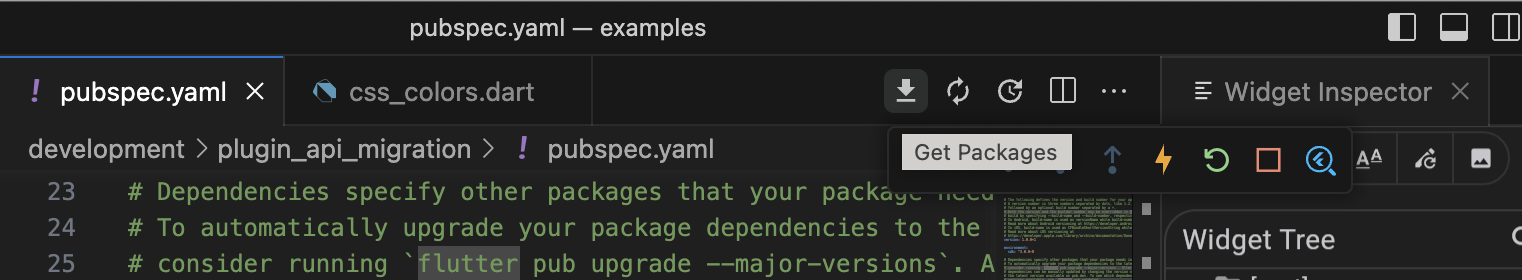 pubspec.yaml — examples
! pubspec.yaml
css_colors.dart
Widget Inspector
development > plugin_api_migration > ! pubspec.yaml
Get Packages
AA
23 # Dependencies specify other packages that your package need
24 # To automatically upgrade your package dependencies to the
25 # consider running `flutter pub upgrade --major-versions`. A
Widget Tree